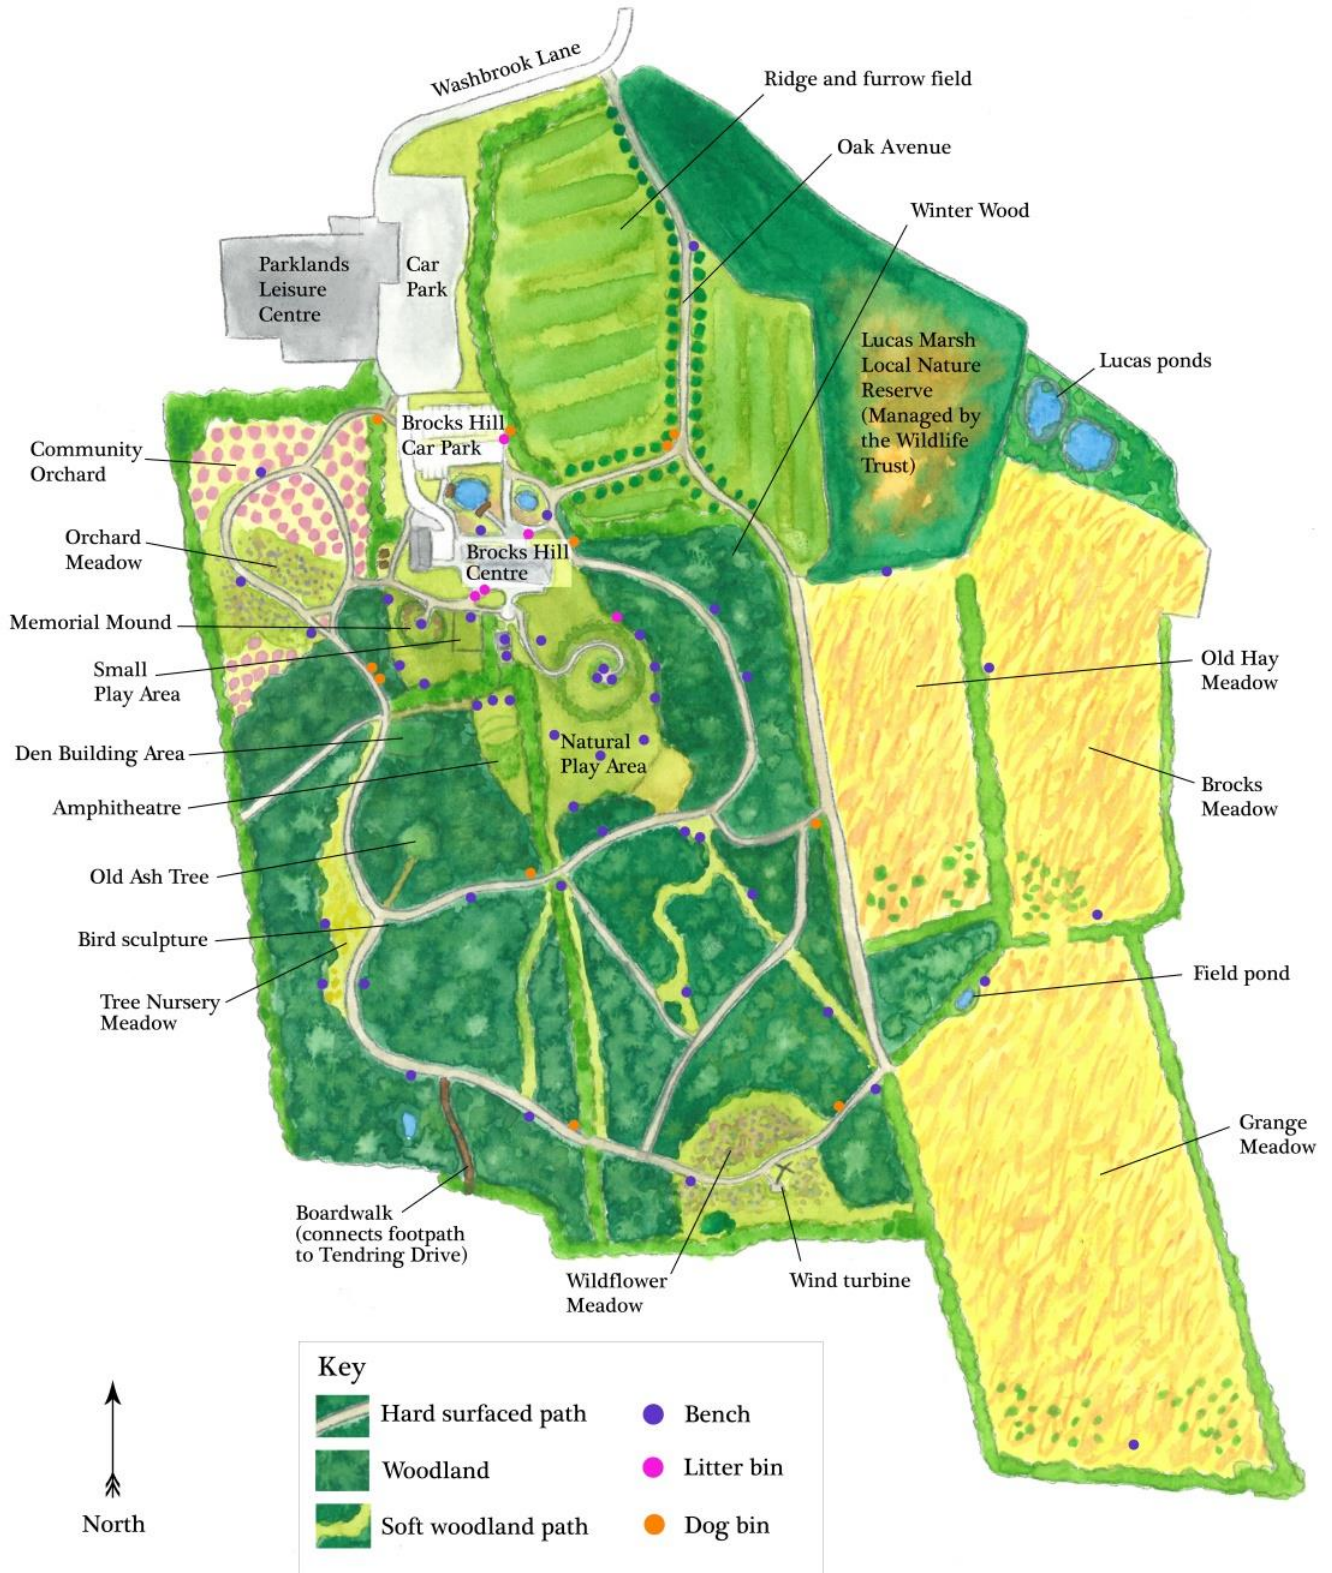 Washbrook Lane
Ridge and furrow field
Oak Avenue
Winter Wood
Parklands
Leisure
Centre
Car
Park
Lucas Marsh
Local Nature
Reserve
(Managed by
the Wildlife
Trust)
Lucas ponds
Brocks Hill
Car Park
Community
Orchard
Orchard
Meadow
Brocks Hill
Centre
Memorial Mound
Small
Play Area
Old Hay
Meadow
Den Building Area
Natural
Play Area
Brocks
Meadow
Amphitheatre
Old Ash Tree
Bird sculpture
Field pond
Tree Nursery
Meadow
Grange
Meadow
Boardwalk
(connects footpath
to Tendring Drive)
Wildflower
Meadow
Wind turbine
Key
Hard surfaced path
Bench
Woodland
Litter bin
Soft woodland path
Dog bin
North